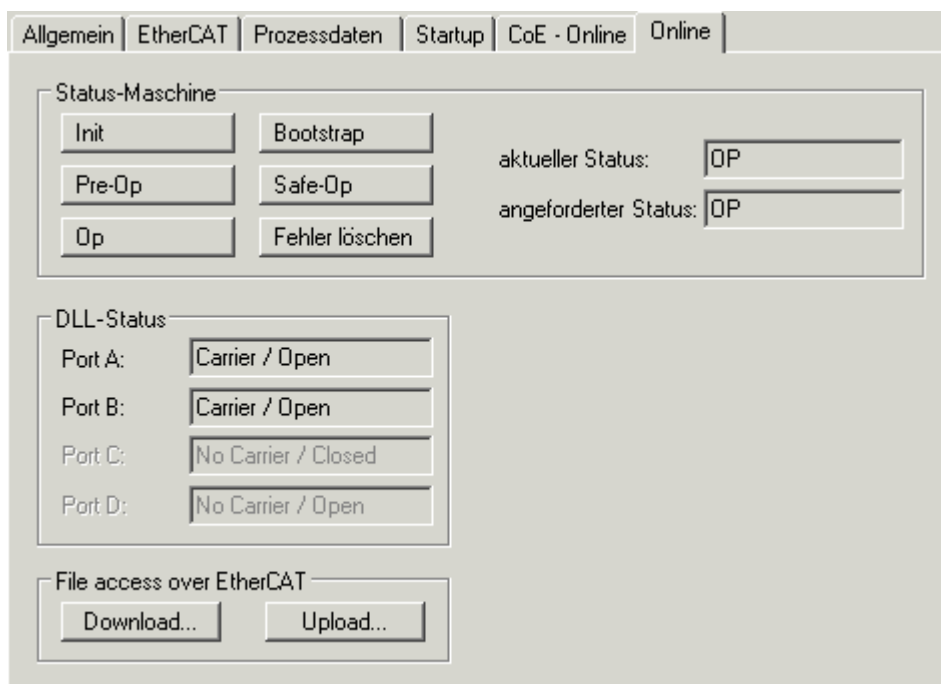 Allgemein EtherCAT Prozessdaten Startup CoE - Online Online
Status-Maschine
Init Bootstrap
aktueller Status: OP
Pre-Op Safe-Op
angeforderter Status: OP
Op Fehler löschen
DLL-Status
Port A: Carrier / Open
Port B: Carrier / Open
Port C: No Carrier / Closed
Port D: No Carrier / Open
File access over EtherCAT
Download... Upload...